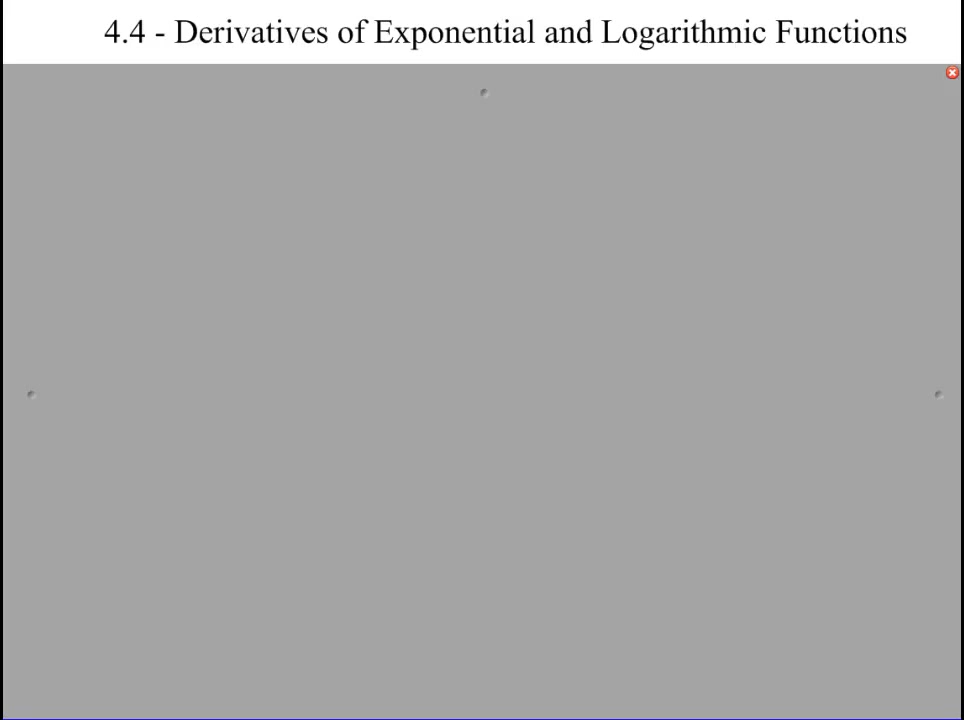 4.4 - Derivatives of Exponential and Logarithmic Functions